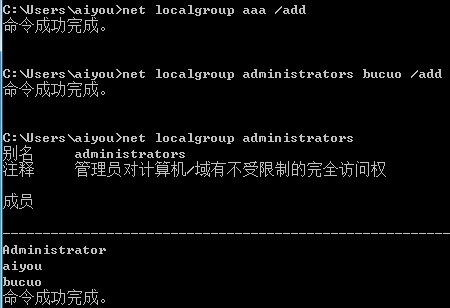 C:\Users\aiyou>net localgroup aaa /add
命令成功完成。
C:\Users\aiyou>net localgroup administrators bucuo /add
命令成功完成。
C:\Users\aiyou>net localgroup administrators
别名     administrators
注释     管理员对计算机/域有不受限制的完全访问权
成员
-------------------------------------------------------
Administrator
aiyou
bucuo
命令成功完成。